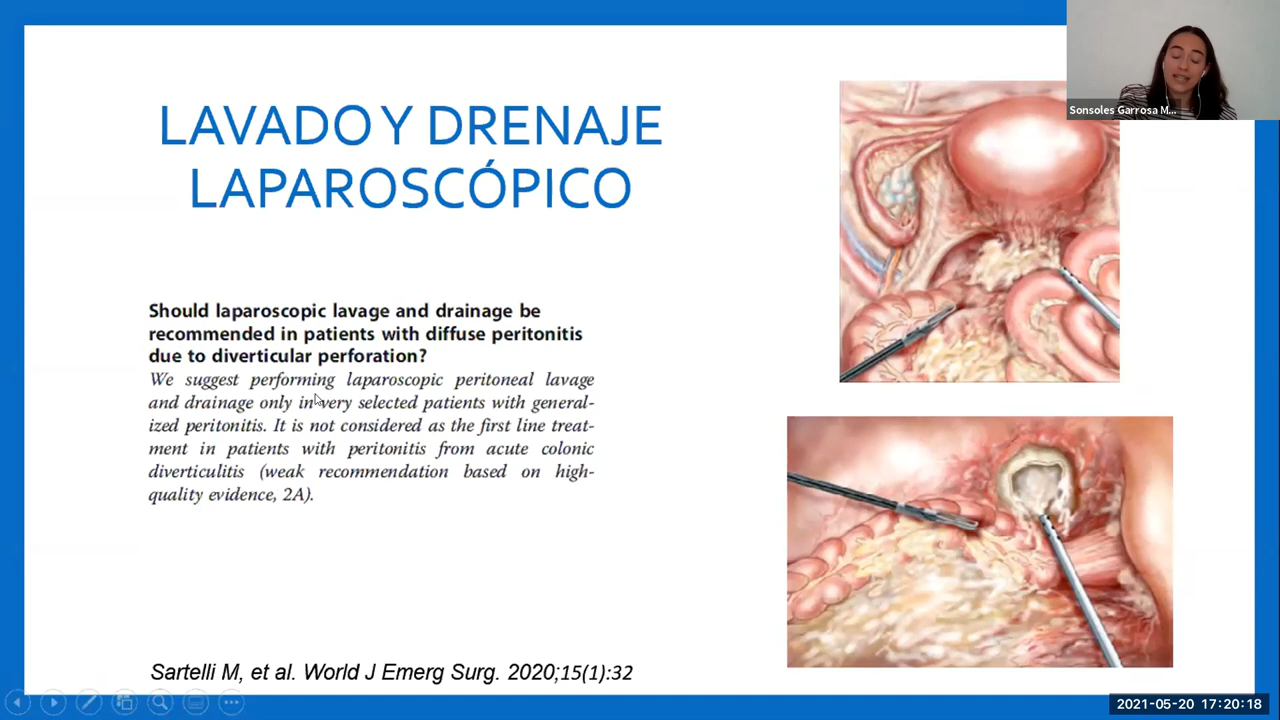 LAVADO Y DRENAJE
LAPAROSCÓPICO
Sonsoles Garrosa M...
Should laparoscopic lavage and drainage be
recommended in patients with diffuse peritonitis
due to diverticular perforation?
We suggest performing laparoscopic peritoneal lavage
and drainage only in very selected patients with general-
ized peritonitis. It is not considered as the first line treat-
ment in patients with peritonitis from acute colonic
diverticulitis (weak recommendation based on high-
quality evidence, 2A).
Sartelli M, et al. World J Emerg Surg. 2020;15(1):32
2021-05-20 17:20:18